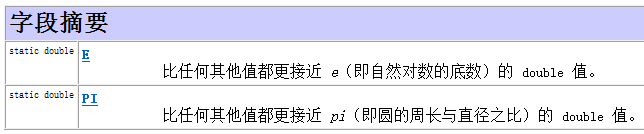 字段摘要
static double E
比任何其他值都更接近 e（即自然对数的底数）的 double 值。
static double PI
比任何其他值都更接近 pi（即圆的周长与直径之比）的 double 值。